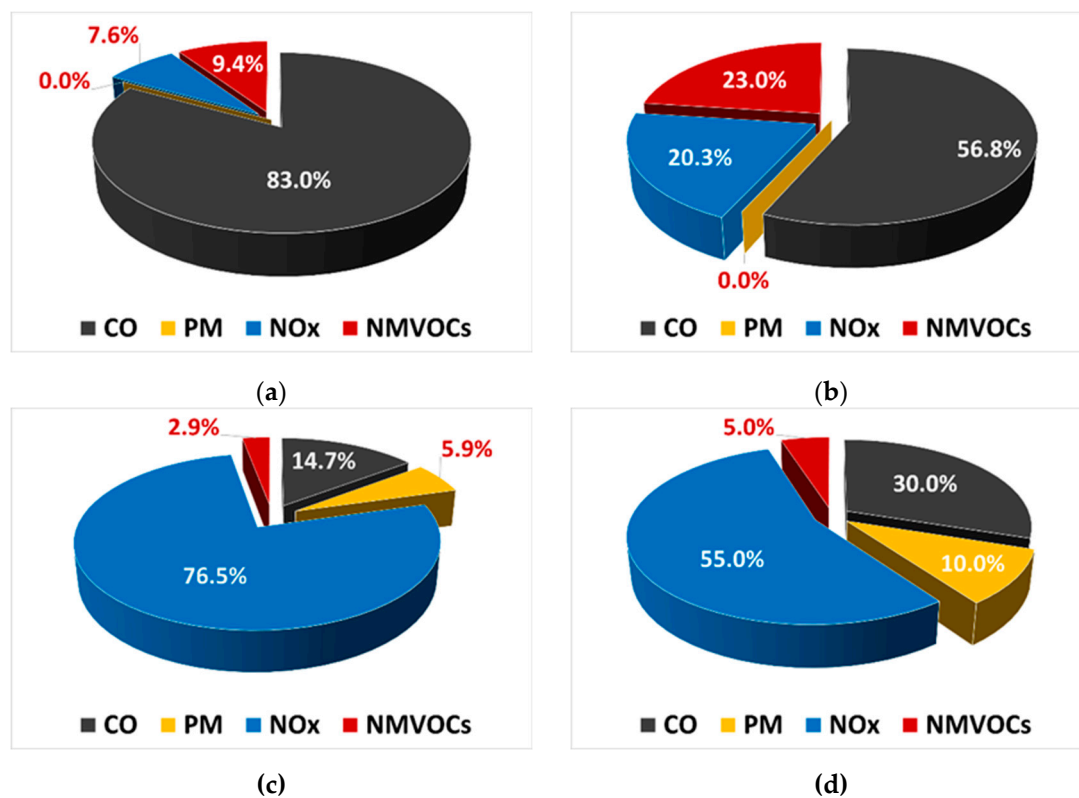 7.6%
9.4%
0.0%
83.0%
CO PM NOx NMVOCs
(a)
23.0%
56.8%
20.3%
0.0%
CO PM NOx NMVOCs
(b)
2.9%
14.7%
5.9%
76.5%
CO PM NOx NMVOCs
(c)
5.0%
30.0%
55.0%
10.0%
CO PM NOx NMVOCs
(d)